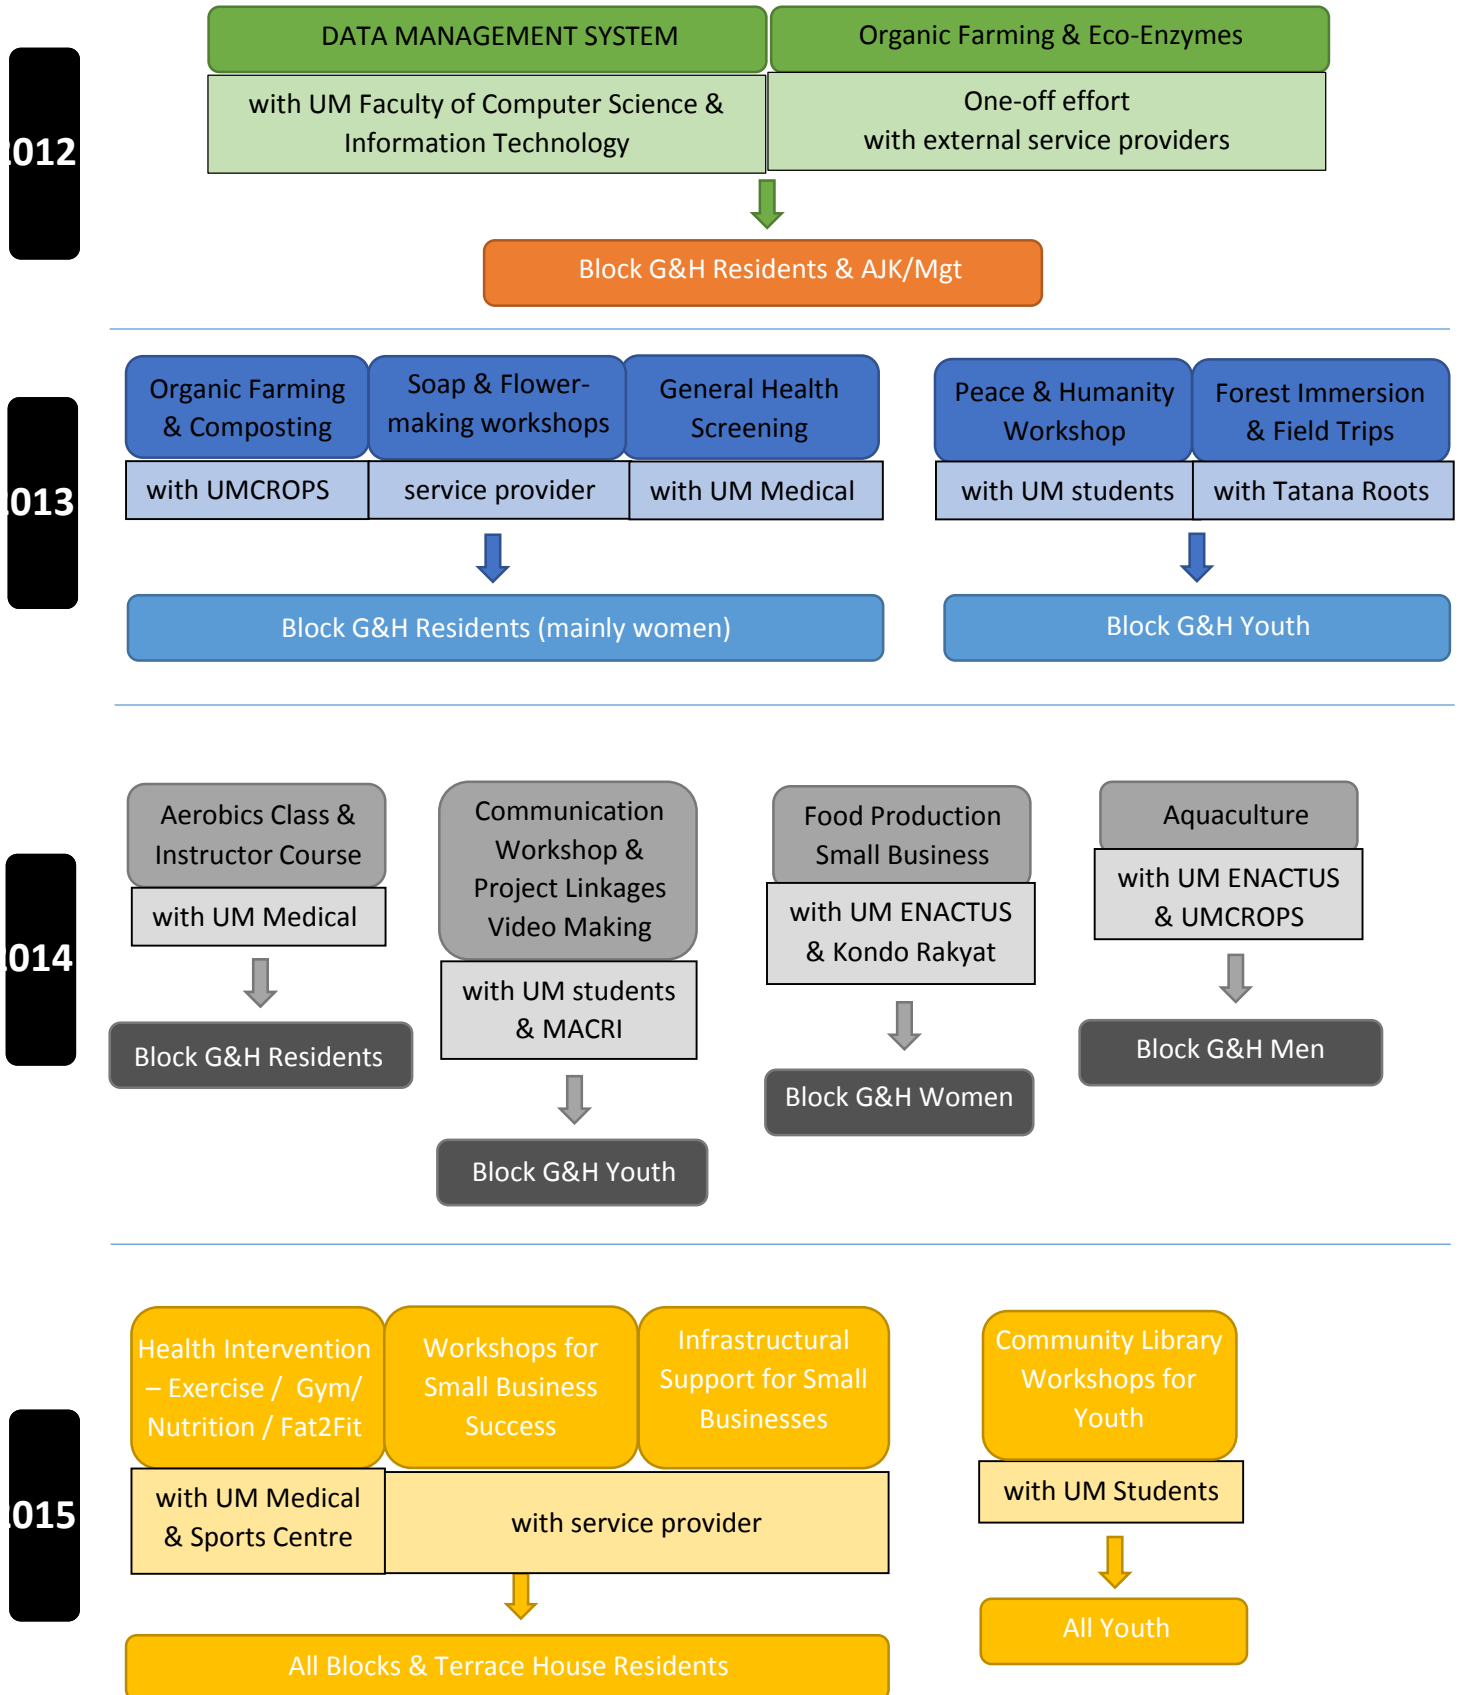 DATA MANAGEMENT SYSTEM
Organic Farming & Eco-Enzymes
with UM Faculty of Computer Science &
Information Technology
One-off effort
with external service providers
2012
Block G&H Residents & AJK/Mgt
Organic Farming
& Composting
Soap & Flower-
making workshops
General Health
Screening
Peace & Humanity
Workshop
Forest Immersion
& Field Trips
2013
with UMCROPS
service provider
with UM Medical
with UM students
with Tatana Roots
Block G&H Residents (mainly women)
Block G&H Youth
Aerobics Class &
Instructor Course
with UM Medical
Block G&H Residents
Communication
Workshop &
Project Linkages
Video Making
with UM students
& MACRI
Block G&H Youth
Food Production
Small Business
with UM ENACTUS
& Kondo Rakyat
Block G&H Women
Aquaculture
with UM ENACTUS
& UMCROPS
Block G&H Men
2014
Health Intervention
– Exercise / Gym/
Nutrition / Fat2Fit
Workshops for
Small Business
Success
Infrastructural
Support for Small
Businesses
Community Library
Workshops for
Youth
2015
with UM Medical
& Sports Centre
with service provider
with UM Students
All Blocks & Terrace House Residents
All Youth